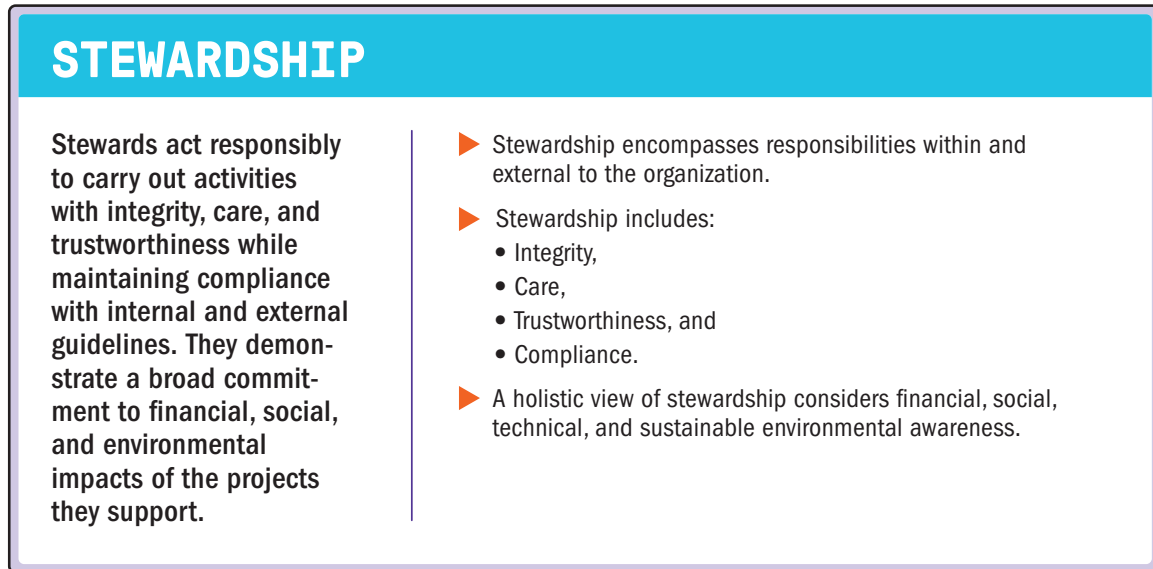 STEWARDSHIP
Stewards act responsibly
to carry out activities
with integrity, care, and
trustworthiness while
maintaining compliance
with internal and external
guidelines. They demon-
strate a broad commit-
ment to financial, social,
and environmental
impacts of the projects
they support.
▶ Stewardship encompasses responsibilities within and
external to the organization.
▶ Stewardship includes:
• Integrity,
• Care,
• Trustworthiness, and
• Compliance.
▶ A holistic view of stewardship considers financial, social,
technical, and sustainable environmental awareness.